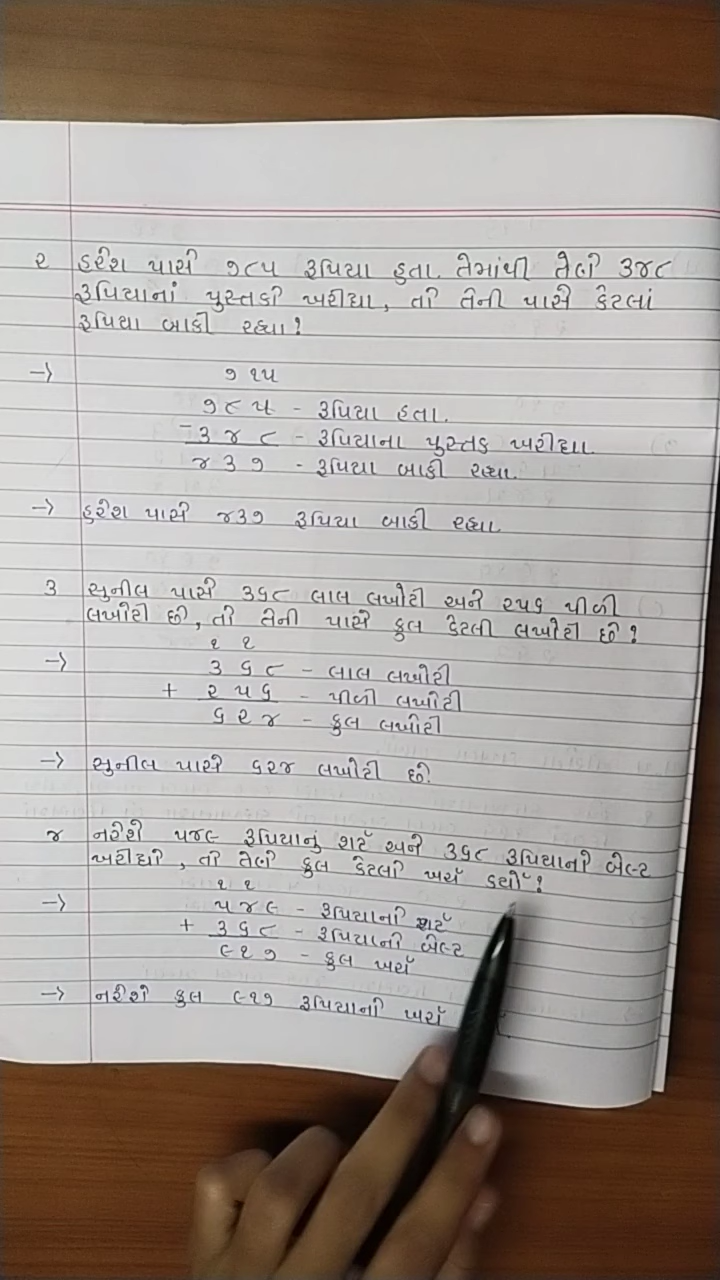 ૨ હરેશ પાસે ૭૮૫ રૂપિયા હતા. તેમાંથી તેણે ૩૪૮
રૂપિયાનાં પુસ્તકો ખરીદ્યા, તો તેની પાસે કેટલાં
રૂપિયા બાકી રહ્યા?
→ ૭ ૧૫
૭૮૫ - રૂપિયા હતા.
- ૩૪૮ - રૂપિયાના પુસ્તક ખરીદ્યા.
૪૩૭ - રૂપિયા બાકી રહ્યા.
→ હરેશ પાસે ૪૩૭ રૂપિયા બાકી રહ્યા.
૩ સુનીલ પાસે ૩૬૮ લાલ લખોટી અને ૨૫૬ પીળી
લખોટી છે, તો તેની પાસે કુલ કેટલી લખોટી છે?
૧ ૧
→ ૩૬૮ - લાલ લખોટી
+ ૨૫૬ - પીળી લખોટી
૬૨૪ - કુલ લખોટી
→ સુનીલ પાસે ૬૨૪ લખોટી છે.
૪ નરેશે ૫૪૯ રૂપિયાનું શર્ટ અને ૩૬૮ રૂપિયાનો બેલ્ટ
ખરીદ્યો, તો તેણે કુલ કેટલો ખર્ચ કર્યો?
૧ ૧
→ ૫૪૯ - રૂપિયાનો શર્ટ
+ ૩૬૮ - રૂપિયાનો બેલ્ટ
૯૧૭ - કુલ ખર્ચ
→ નરેશે કુલ ૯૧૭ રૂપિયાનો ખર્ચ